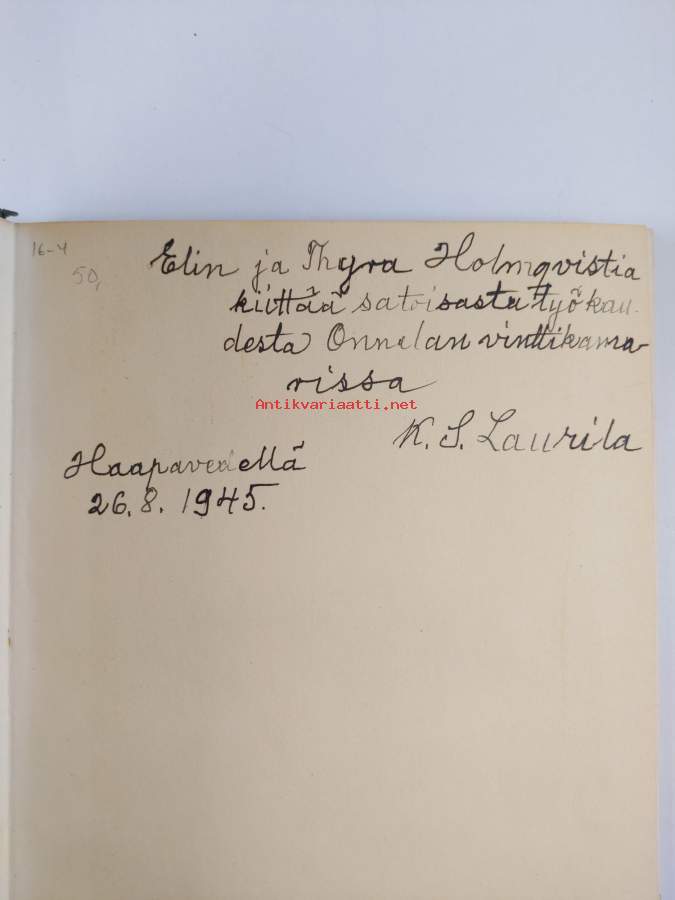 16-4
50,
Elin ja Thyra Holmqvistia
kiittää satoisasta työkau-
desta Onnelan vinttikama-
rissa
Antikvariaatti.net
K. S. Laurila
Haapavedellä
26.8. 1945.